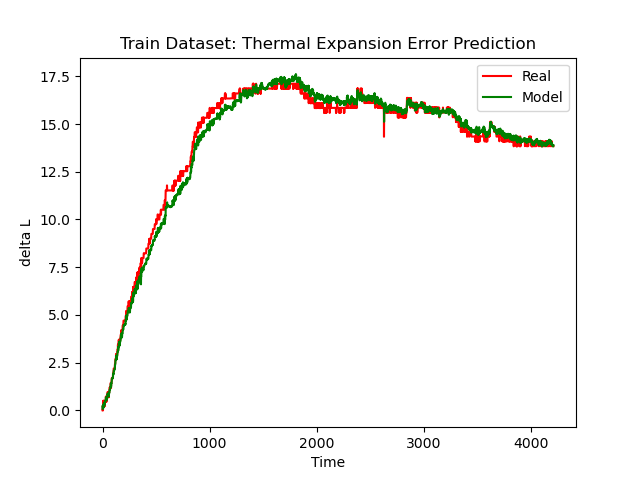 Train Dataset: Thermal Expansion Error Prediction
Real
Model
17.5
15.0
12.5
10.0
7.5
5.0
2.5
0.0
delta L
0 1000 2000 3000 4000
Time